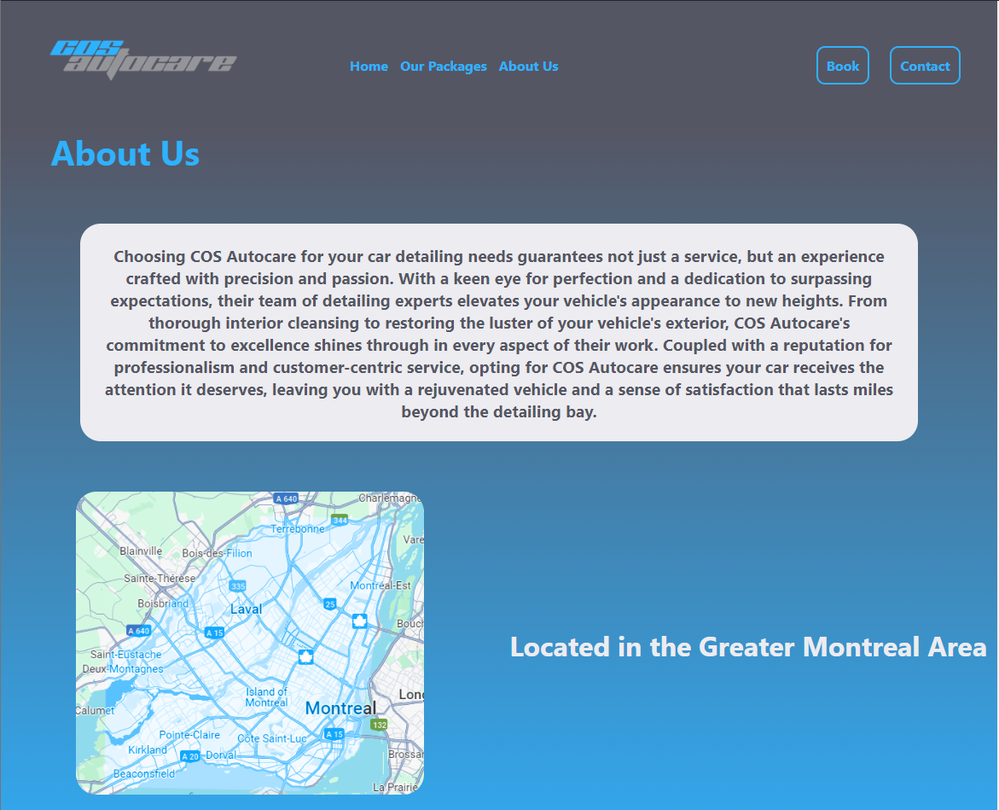 COS
autocare
Home Our Packages About Us
Book
Contact
About Us
Choosing COS Autocare for your car detailing needs guarantees not just a service, but an experience
crafted with precision and passion. With a keen eye for perfection and a dedication to surpassing
expectations, their team of detailing experts elevates your vehicle's appearance to new heights. From
thorough interior cleansing to restoring the luster of your vehicle's exterior, COS Autocare's
commitment to excellence shines through in every aspect of their work. Coupled with a reputation for
professionalism and customer-centric service, opting for COS Autocare ensures your car receives the
attention it deserves, leaving you with a rejuvenated vehicle and a sense of satisfaction that lasts miles
beyond the detailing bay.
A 640
Charlemagne
344
Terrebonne
Vare
Blainville
Bois-des-Filion
Sainte-Thérèse
335
Montréal-Est
Boisbriand
25
Laval
Bouch
A 640
A 15
Located in the Greater Montreal Area
Saint-Eustache
Deux-Montagnes
Island of
Montreal
Long
Calumet
Montreal
132
Pointe-Claire
Côte Saint-Luc
A 15
Kirkland
A 20
Dorval
Brossar
Beaconsfield
La Prairie